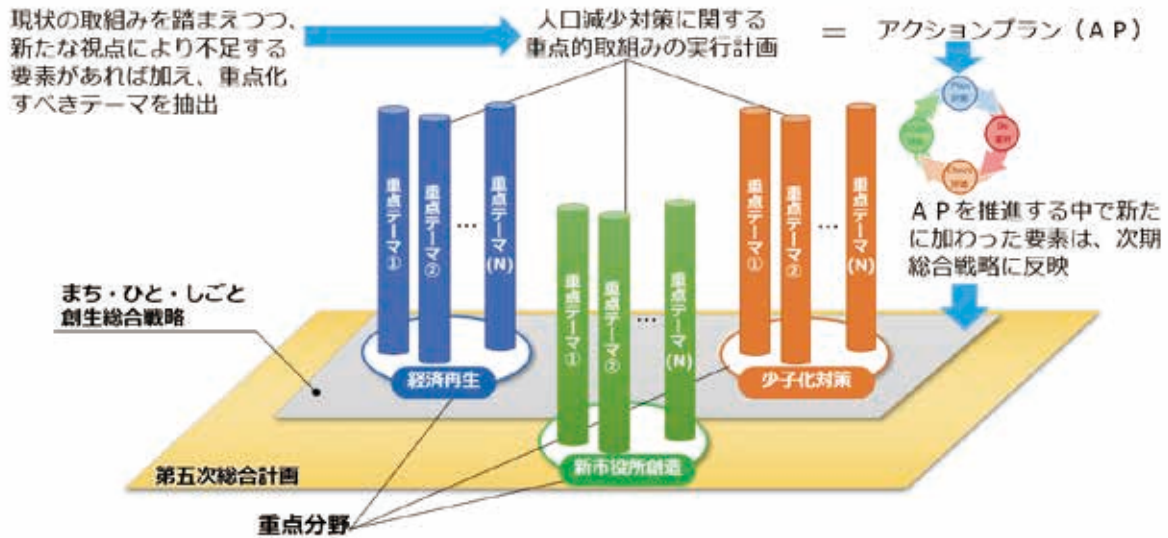 現状の取組みを踏まえつつ、
新たな視点により不足する
要素があれば加え、重点化
すべきテーマを抽出
人口減少対策に関する
重点的取組みの実行計画
＝ アクションプラン（ＡＰ）
Plan
Do
Check
ＡＰを推進する中で新た
に加わった要素は、次期
総合戦略に反映
重点テーマ①
重点テーマ②
…
重点テーマ(N)
経済再生
重点テーマ①
重点テーマ②
…
重点テーマ(N)
新市役所創造
重点テーマ①
重点テーマ②
…
重点テーマ(N)
少子化対策
まち・ひと・しごと
創生総合戦略
第五次総合計画
重点分野